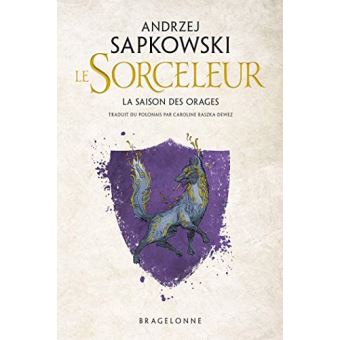 ANDRZEJ
SAPKOWSKI
LE SORCELEUR
LA SAISON DES ORAGES
TRADUIT DU POLONAIS PAR CAROLINE RASZKA DEWEZ
BRAGELONNE